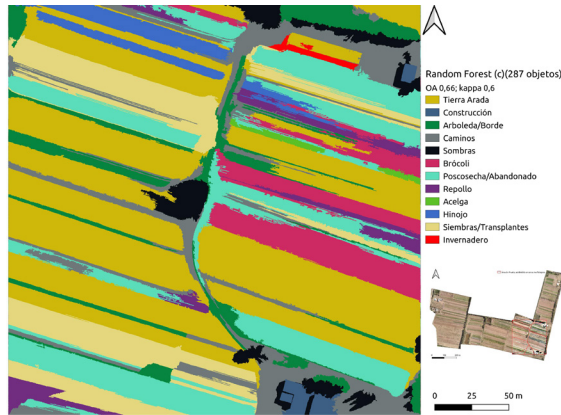 Random Forest (c)(287 objetos)
OA 0,66; kappa 0,6
Tierra Arada
Construcción
Arboleda/Borde
Caminos
Sombras
Brócoli
Poscosecha/Abandonado
Repollo
Acelga
Hinojo
Siembras/Transplantes
Invernadero
0
25
50 m